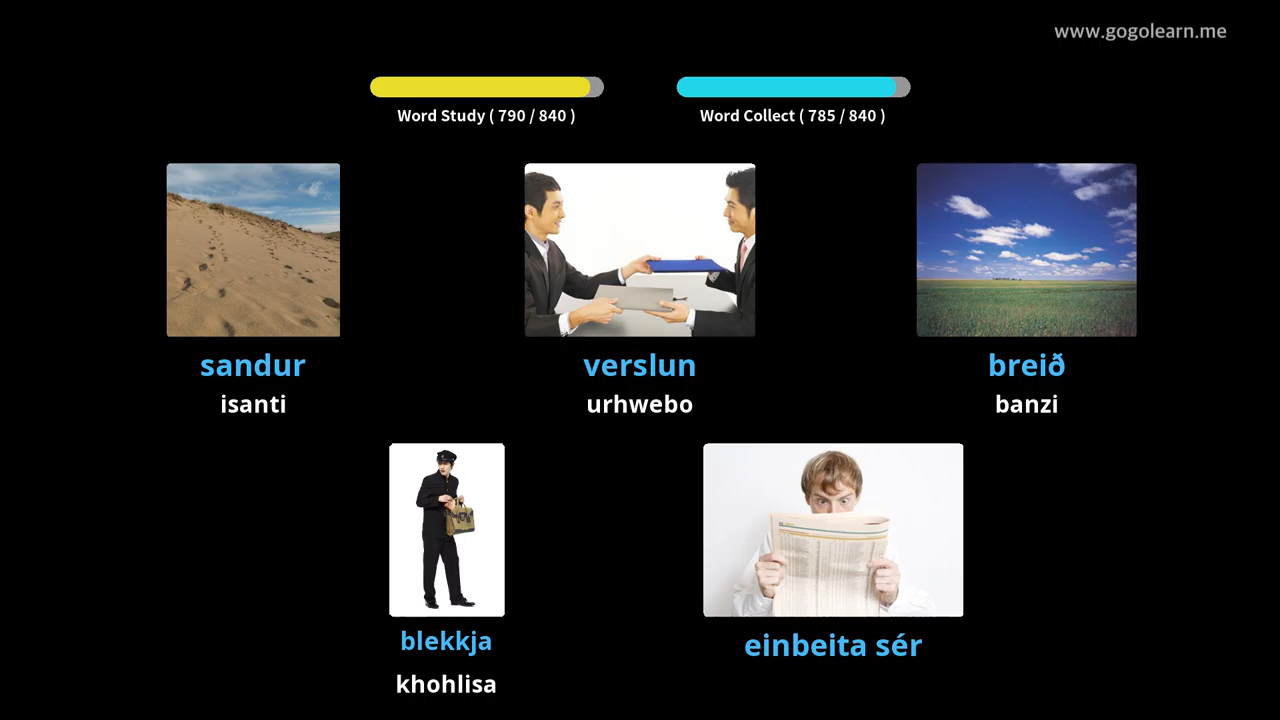 www.gogolearn.me
Word Study ( 790 / 840 )
Word Collect ( 785 / 840 )
sandur
verslun
breið
isanti
urhwebo
banzi
blekkja
einbeita sér
khohlisa